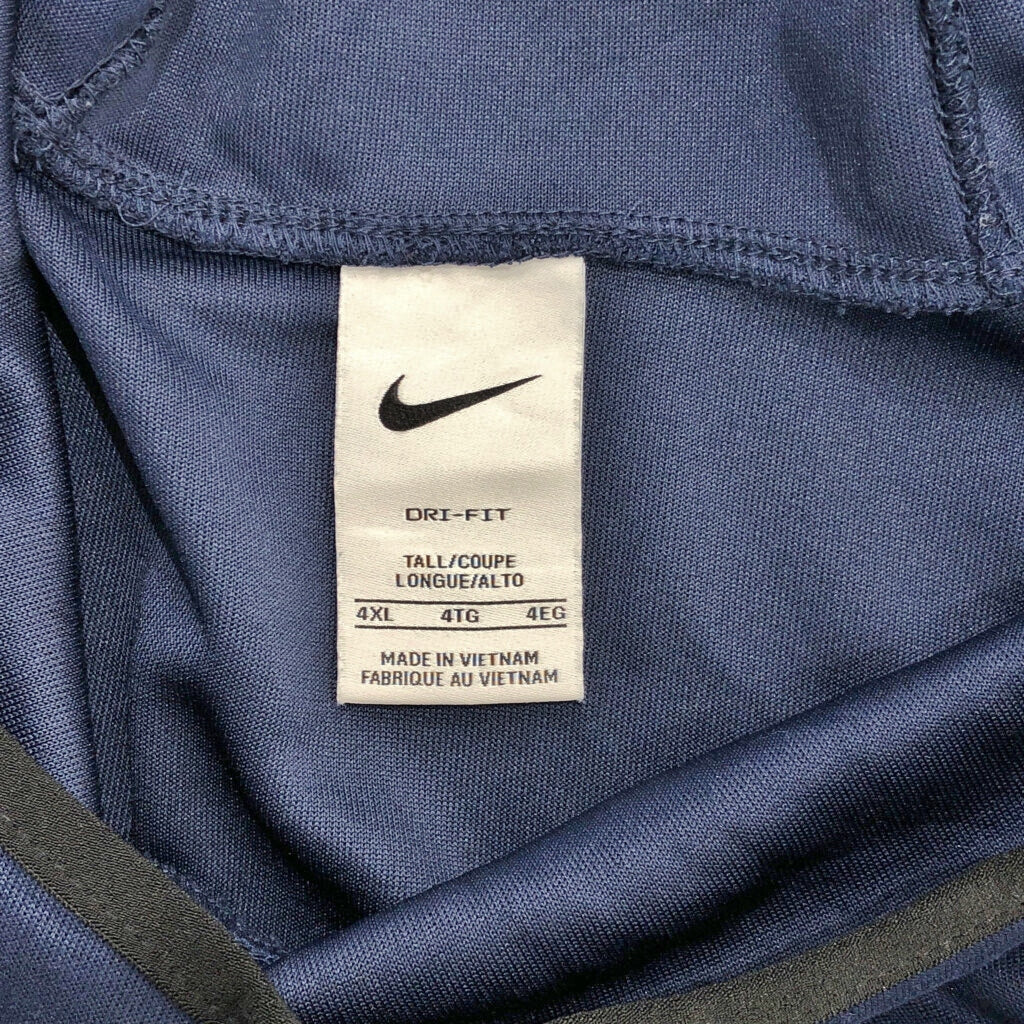 DRI-FIT
TALL/COUPE
LONGUE/ALTO
4XL 4TG 4EG
MADE IN VIETNAM
FABRIQUE AU VIETNAM